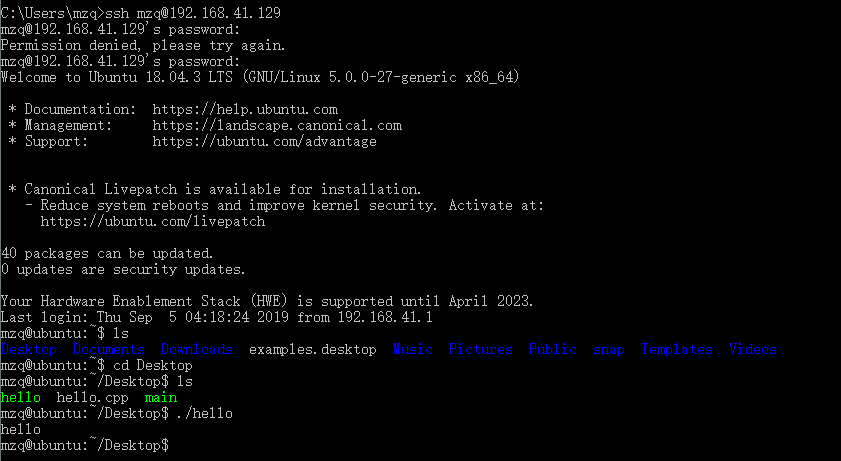 C:\Users\mzq>ssh mzq@192.168.41.129
mzq@192.168.41.129's password:
Permission denied, please try again.
mzq@192.168.41.129's password:
Welcome to Ubuntu 18.04.3 LTS (GNU/Linux 5.0.0-27-generic x86_64)
* Documentation:  https://help.ubuntu.com
* Management:     https://landscape.canonical.com
* Support:        https://ubuntu.com/advantage
* Canonical Livepatch is available for installation.
- Reduce system reboots and improve kernel security. Activate at:
https://ubuntu.com/livepatch
40 packages can be updated.
0 updates are security updates.
Your Hardware Enablement Stack (HWE) is supported until April 2023.
Last login: Thu Sep  5 04:18:24 2019 from 192.168.41.1
mzq@ubuntu:~$ ls
Desktop  Documents  Downloads  examples.desktop  Music  Pictures  Public  snap  Templates  Videos
mzq@ubuntu:~$ cd Desktop
mzq@ubuntu:~/Desktop$ ls
hello  hello.cpp  main
mzq@ubuntu:~/Desktop$ ./hello
hello
mzq@ubuntu:~/Desktop$